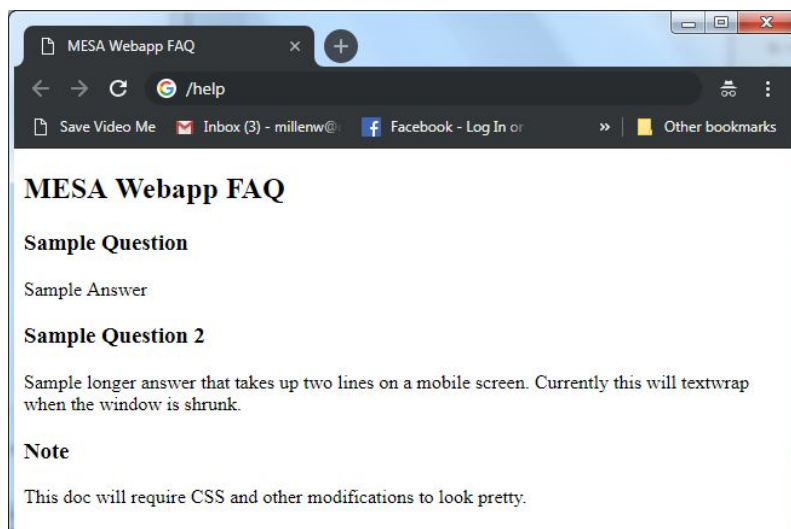 MESA Webapp FAQ
/help
Save Video Me Inbox (3) - millenw@ Facebook - Log In or » Other bookmarks
MESA Webapp FAQ
Sample Question
Sample Answer
Sample Question 2
Sample longer answer that takes up two lines on a mobile screen. Currently this will textwrap
when the window is shrunk.
Note
This doc will require CSS and other modifications to look pretty.